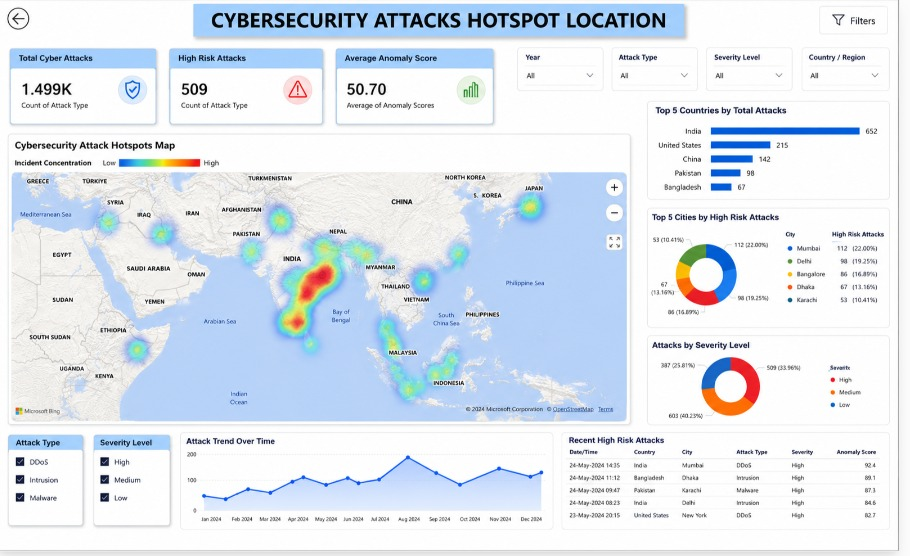 CYBERSECURITY ATTACKS HOTSPOT LOCATION
Filters
Total Cyber Attacks
1.499K
Count of Attack Type
High Risk Attacks
509
Count of Attack Type
Average Anomaly Score
50.70
Average of Anomaly Scores
Year
All
Attack Type
All
Severity Level
All
Country / Region
All
Cybersecurity Attack Hotspots Map
Incident Concentration Low High
GREECE
TÜRKIYE
TURKMENISTAN
NORTH KOREA
S. KOREA
JAPAN
Mediterranean Sea
SYRIA
IRAQ
IRAN
AFGHANISTAN
CHINA
PAKISTAN
NEPAL
EGYPT
SAUDI ARABIA
OMAN
INDIA
MYANMAR
THAILAND
VIETNAM
Philippine Sea
SUDAN
YEMEN
Arabian Sea
Bay of
Bengal
South
China Sea
PHILIPPINES
ETHIOPIA
SOUTH SUDAN
UGANDA
KENYA
MALAYSIA
INDONESIA
Indian
Ocean
Microsoft Bing
© 2024 Microsoft Corporation © OpenStreetMap Terms
Top 5 Countries by Total Attacks
India 652
United States 215
China 142
Pakistan 98
Bangladesh 67
Top 5 Cities by High Risk Attacks
53 (10.41%)
112 (22.00%)
67
(13.16%)
98 (19.25%)
86 (16.89%)
City High Risk Attacks
Mumbai 112 (22.00%)
Delhi 98 (19.25%)
Bangalore 86 (16.89%)
Dhaka 67 (13.16%)
Karachi 53 (10.41%)
Attacks by Severity Level
387 (25.81%)
509 (33.96%)
603 (40.23%)
Severity
High
Medium
Low
Attack Type
DDoS
Intrusion
Malware
Severity Level
High
Medium
Low
Attack Trend Over Time
200
100
0
Jan 2024 Feb 2024 Mar 2024 Apr 2024 May 2024 Jun 2024 Jul 2024 Aug 2024 Sep 2024 Oct 2024 Nov 2024 Dec 2024
Recent High Risk Attacks
Date/Time Country City Attack Type Severity Anomaly Score
24-May-2024 14:35 India Mumbai DDoS High 92.4
24-May-2024 11:12 Bangladesh Dhaka Intrusion High 89.1
24-May-2024 09:47 Pakistan Karachi Malware High 87.3
24-May-2024 08:23 India Delhi Intrusion High 84.6
23-May-2024 20:15 United States New York DDoS High 82.7